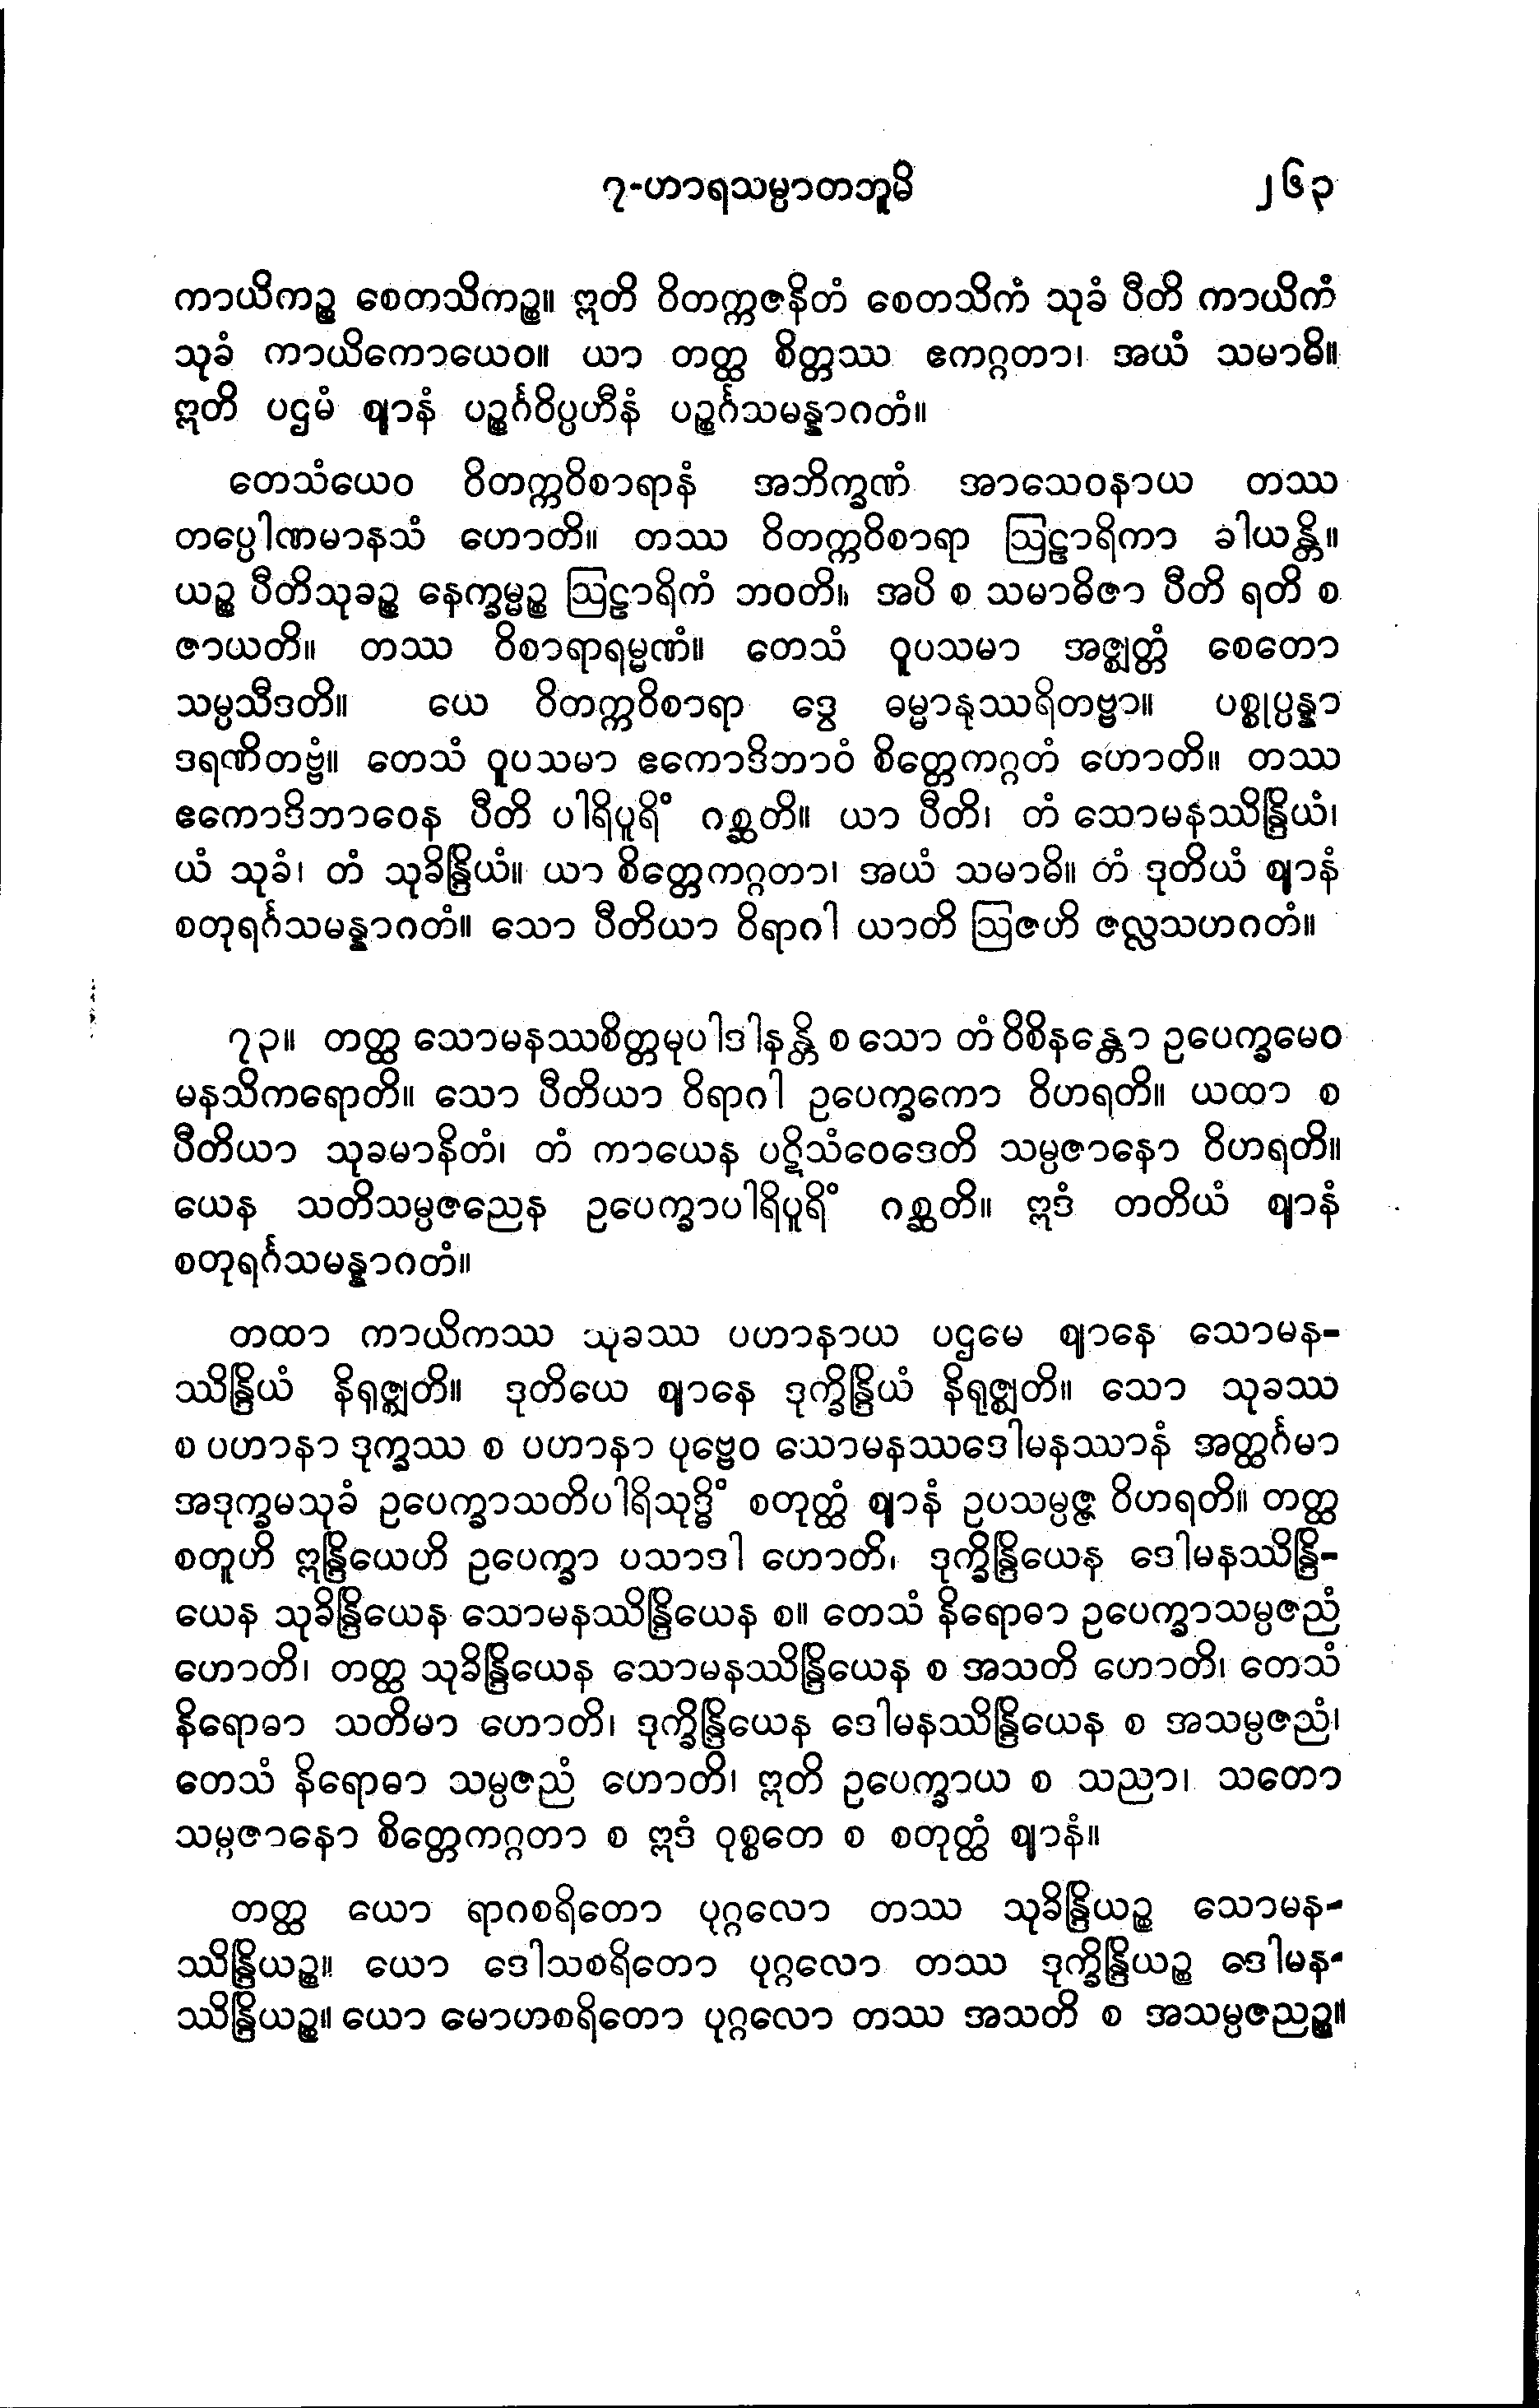 ၇-ဟာရသမ္ပာတဘူမိ ၂၆၃
ကာယိကဉ္စ စေတသိကဉ္စ။ ဣတိ ဝိတက္ကဇနိတံ စေတသိကံ သုခံ ပီတိ ကာယိကံ
သုခံ ကာယိကောယေဝ။ ယာ တတ္ထ စိတ္တဿ ဧကဂ္ဂတာ၊ အယံ သမာဓိ။
ဣတိ ပဌမံ ဈာနံ ပဉ္စင်္ဂဝိပ္ပဟီနံ ပဉ္စင်္ဂသမန္နာဂတံ။
တေသံယေဝ ဝိတက္ကဝိစာရာနံ အဘိက္ခဏံ အာသေဝနာယ တဿ
တပ္ပေါဏမာနသံ ဟောတိ။ တဿ ဝိတက္ကဝိစာရာ ဩဠာရိကာ ခါယန္တိ။
ယဉ္စ ပီတိသုခဉ္စ နေက္ခမ္မဉ္စ ဩဠာရိကံ ဘဝတိ။ အပိ စ သမာဓိဇာ ပီတိ ရတိ စ
ဇာယတိ။ တဿ ဝိစာရာရမ္မဏံ။ တေသံ ဝူပသမာ အဇ္ဈတ္တံ စေတော
သမ္ပသီဒတိ။ ယေ ဝိတက္ကဝိစာရာ ဒွေ ဓမ္မာနုဿရိတဗ္ဗာ။ ပစ္စုပ္ပန္နာ
ဒရဏိတဗ္ဗံ။ တေသံ ဝူပသမာ ဧကောဒိဘာဝံ စိတ္တေကဂ္ဂတံ ဟောတိ။ တဿ
ဧကောဒိဘာဝေန ပီတိ ပါရိပူရိံ ဂစ္ဆတိ။ ယာ ပီတိ၊ တံ သောမနဿိန္ဒြိယံ၊
ယံ သုခံ၊ တံ သုခိန္ဒြိယံ။ ယာ စိတ္တေကဂ္ဂတာ၊ အယံ သမာဓိ။ တံ ဒုတိယံ ဈာနံ
စတုရင်္ဂသမန္နာဂတံ။ သော ပီတိယာ ဝိရာဂါ ယာတိ ဩဇဟိ ဇလ္လသဟဂတံ။
၇၃။ တတ္ထ သောမနဿစိတ္တမုပါဒါနန္တိ စ သော တံ ဝိစိနန္တော ဥပေက္ခမေဝ
မနသိကရောတိ။ သော ပီတိယာ ဝိရာဂါ ဥပေက္ခကော ဝိဟရတိ။ ယထာ စ
ပီတိယာ သုခမာနိတံ၊ တံ ကာယေန ပဋိသံဝေဒေတိ သမ္ပဇာနော ဝိဟရတိ။
ယေန သတိသမ္ပဇညေန ဥပေက္ခာပါရိပူရိံ ဂစ္ဆတိ။ ဣဒံ တတိယံ ဈာနံ
စတုရင်္ဂသမန္နာဂတံ။
တထာ ကာယိကဿ သုခဿ ပဟာနာယ ပဌမေ ဈာနေ သောမန-
ဿိန္ဒြိယံ နိရုဇ္ဈတိ။ ဒုတိယေ ဈာနေ ဒုက္ခိန္ဒြိယံ နိရုဇ္ဈတိ။ သော သုခဿ
စ ပဟာနာ ဒုက္ခဿ စ ပဟာနာ ပုဗ္ဗေဝ သောမနဿဒေါမနဿာနံ အတ္ထင်္ဂမာ
အဒုက္ခမသုခံ ဥပေက္ခာသတိပါရိသုဒ္ဓိံ စတုတ္ထံ ဈာနံ ဥပသမ္ပဇ္ဇ ဝိဟရတိ။ တတ္ထ
စတူဟိ ဣန္ဒြိယေဟိ ဥပေက္ခာ ပသာဒါ ဟောတိ၊ ဒုက္ခိန္ဒြိယေန ဒေါမနဿိန္ဒြိ-
ယေန သုခိန္ဒြိယေန သောမနဿိန္ဒြိယေန စ။ တေသံ နိရောဓာ ဥပေက္ခာသမ္ပဇညံ
ဟောတိ၊ တတ္ထ သုခိန္ဒြိယေန သောမနဿိန္ဒြိယေန စ အသတိ ဟောတိ၊ တေသံ
နိရောဓာ သတိမာ ဟောတိ၊ ဒုက္ခိန္ဒြိယေန ဒေါမနဿိန္ဒြိယေန စ အသမ္ပဇညံ၊
တေသံ နိရောဓာ သမ္ပဇညံ ဟောတိ၊ ဣတိ ဥပေက္ခာယ စ သညာ၊ သတော
သမ္ပဇာနော စိတ္တေကဂ္ဂတာ စ ဣဒံ ဝုစ္စတေ စ စတုတ္ထံ ဈာနံ။
တတ္ထ ယော ရာဂစရိတော ပုဂ္ဂလော တဿ သုခိန္ဒြိယဉ္စ သောမန-
ဿိန္ဒြိယဉ္စ။ ယော ဒေါသစရိတော ပုဂ္ဂလော တဿ ဒုက္ခိန္ဒြိယဉ္စ ဒေါမန-
ဿိန္ဒြိယဉ္စ။ ယော မောဟစရိတော ပုဂ္ဂလော တဿ အသတိ စ အသမ္ပဇညဉ္စ။